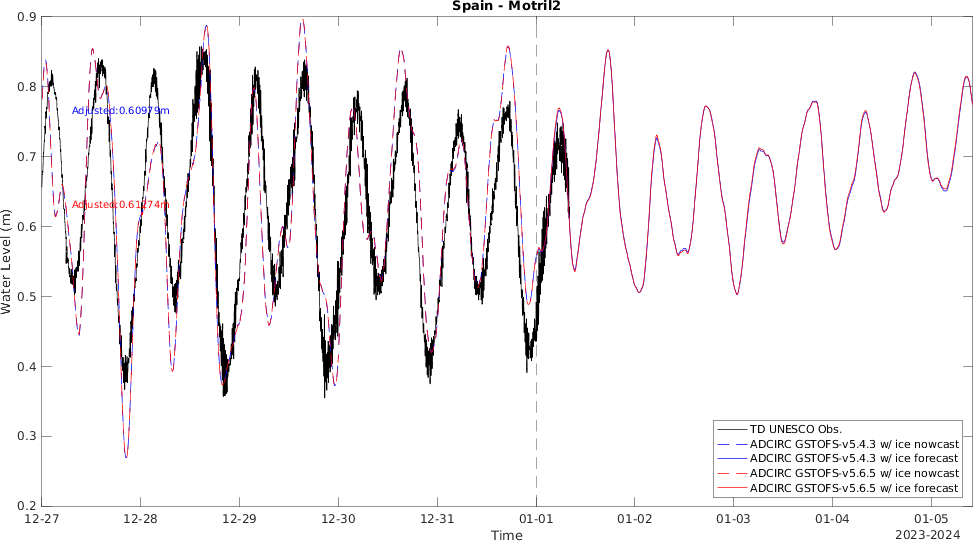 Spain - Motril2
0.9
0.8
0.7
0.6
0.5
0.4
0.3
0.2
Water Level (m)
Adjusted:0.60979m
Adjusted:0.61274m
TD UNESCO Obs.
ADCIRC GSTOFS-v5.4.3 w/ ice nowcast
ADCIRC GSTOFS-v5.4.3 w/ ice forecast
ADCIRC GSTOFS-v5.6.5 w/ ice nowcast
ADCIRC GSTOFS-v5.6.5 w/ ice forecast
12-27 12-28 12-29 12-30 12-31 01-01 01-02 01-03 01-04 01-05
Time
2023-2024